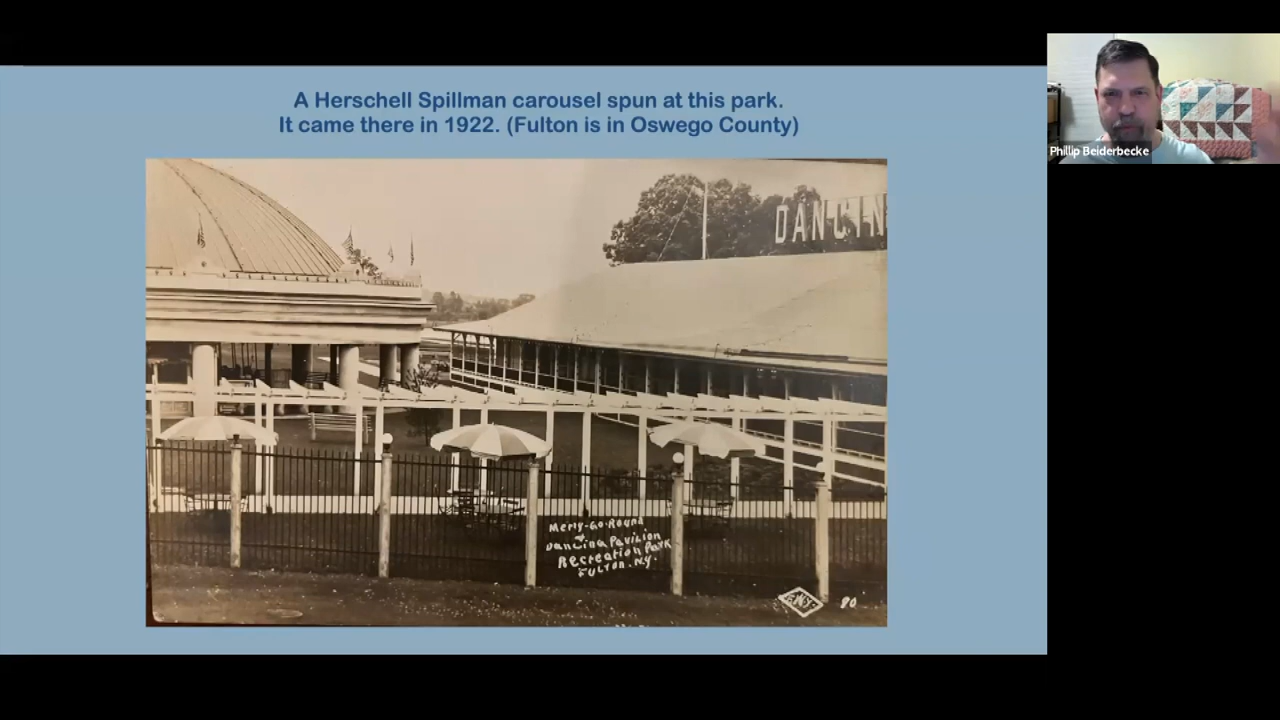 A Herschell Spillman carousel spun at this park.
It came there in 1922. (Fulton is in Oswego County)
Phillip Beiderbecke
DANCIN
Merry-Go-Round
+
Dancing Pavilion
Recreation Park
Fulton. N.Y.
80